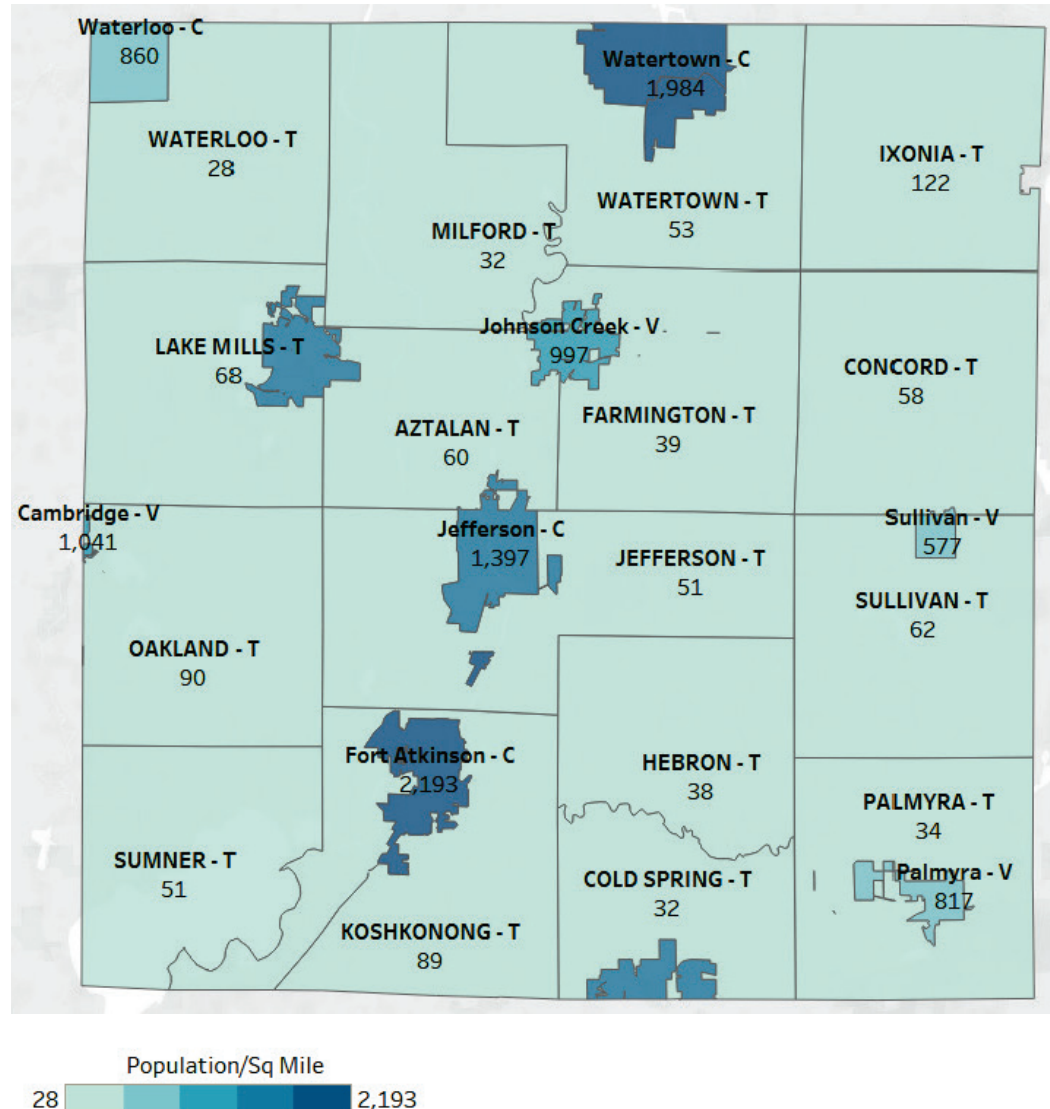 Waterloo - C
860
Watertown - C
1,984
WATERLOO - T
28
IXONIA - T
122
WATERTOWN - T
53
MILFORD - T
32
Johnson Creek - V
997
LAKE MILLS - T
68
CONCORD - T
58
FARMINGTON - T
39
AZTALAN - T
60
Cambridge - V
1,041
Sullivan - V
577
Jefferson - C
1,397
JEFFERSON - T
51
SULLIVAN - T
62
OAKLAND - T
90
Fort Atkinson - C
2,193
HEBRON - T
38
PALMYRA - T
34
SUMNER - T
51
Palmyra - V
817
COLD SPRING - T
32
KOSHKONONG - T
89
Population/Sq Mile
28 2,193